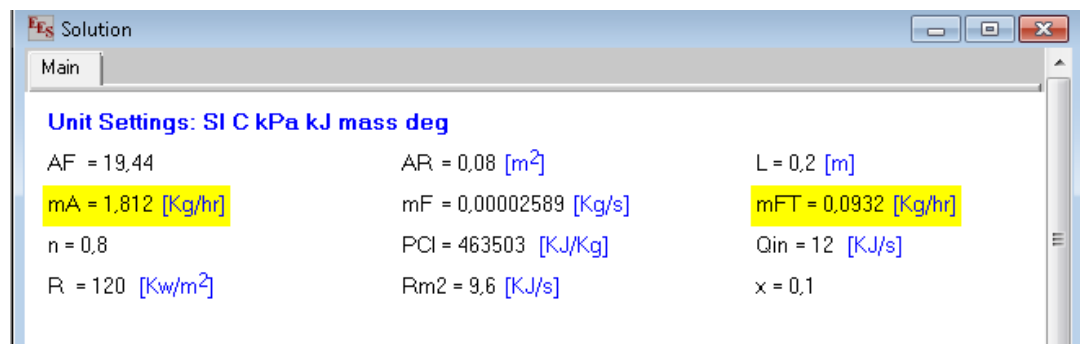 EES Solution
Main
Unit Settings: SI C kPa kJ mass deg
AF = 19,44 AR = 0,08 [m²] L = 0,2 [m]
mA = 1,812 [Kg/hr] mF = 0,00002589 [Kg/s] mFT = 0,0932 [Kg/hr]
n = 0,8 PCI = 463503 [KJ/Kg] Qin = 12 [KJ/s]
R = 120 [Kw/m²] Rm2 = 9,6 [KJ/s] x = 0,1